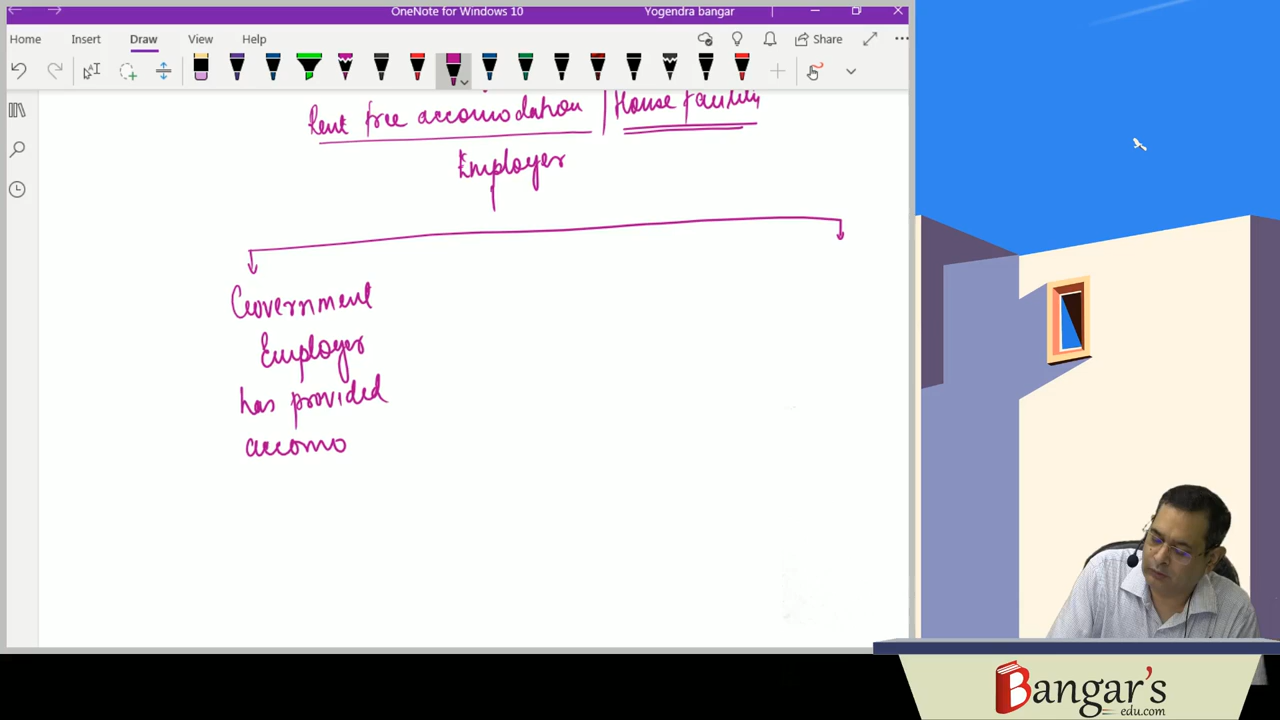 OneNote for Windows 10
Yogendra bangar
Home Insert Draw View Help
Share
Rent free accomodation | House facility
Employer
Government
Employer
has provided
accomo
Bangar's
edu.com